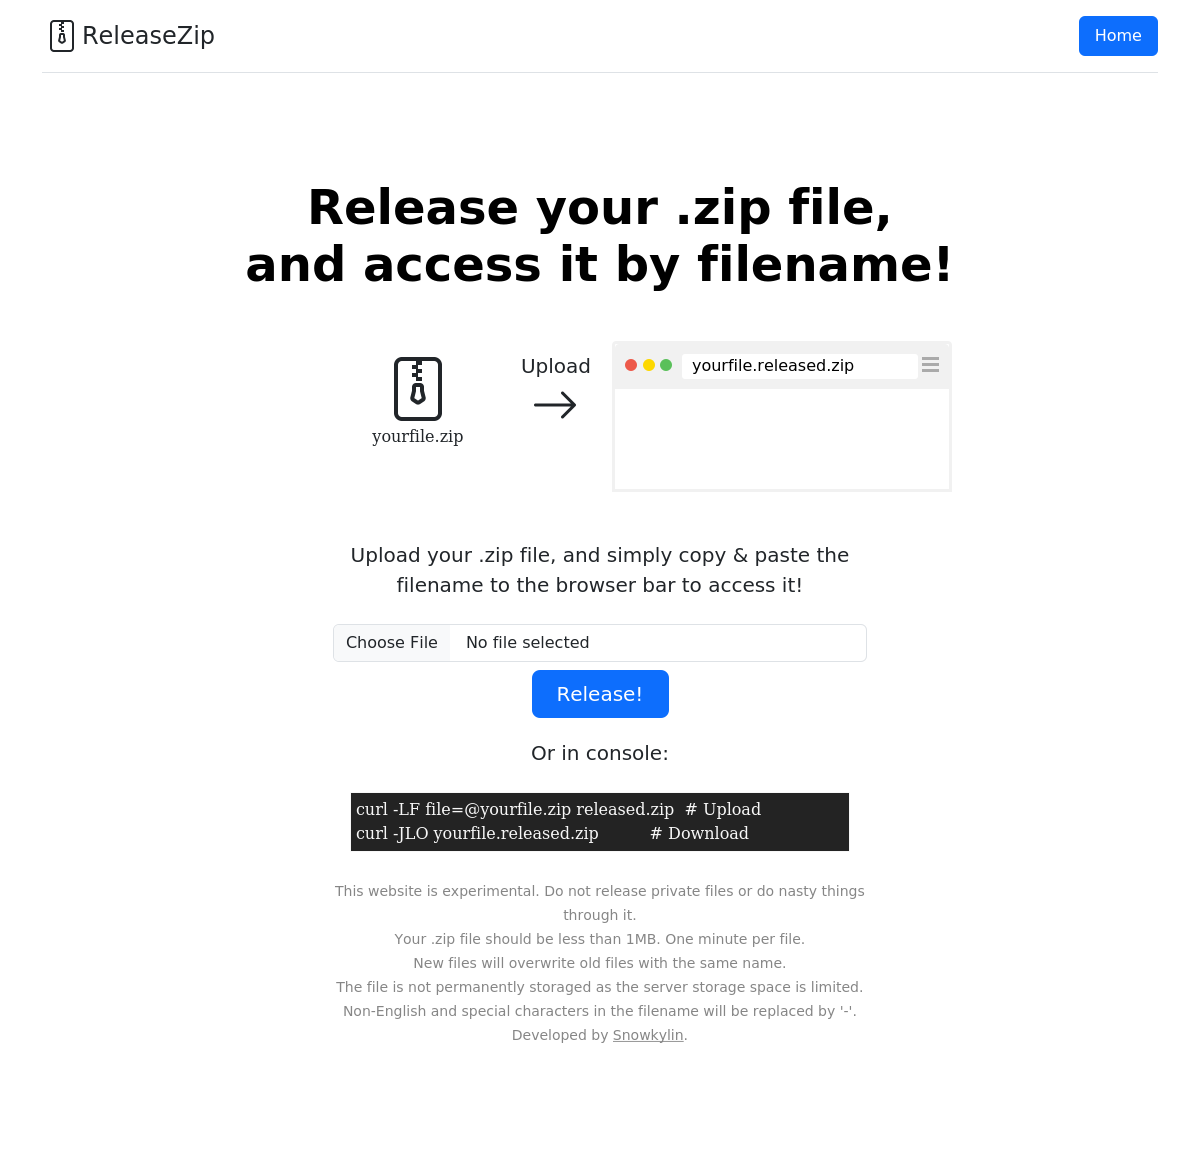 ReleaseZip
Home
Release your .zip file,
and access it by filename!
Upload
yourfile.released.zip
yourfile.zip
Upload your .zip file, and simply copy & paste the
filename to the browser bar to access it!
Choose File No file selected
Release!
Or in console:
curl -LF file=@yourfile.zip released.zip  # Upload
curl -JLO yourfile.released.zip          # Download
This website is experimental. Do not release private files or do nasty things
through it.
Your .zip file should be less than 1MB. One minute per file.
New files will overwrite old files with the same name.
The file is not permanently storaged as the server storage space is limited.
Non-English and special characters in the filename will be replaced by '-'.
Developed by Snowkylin.